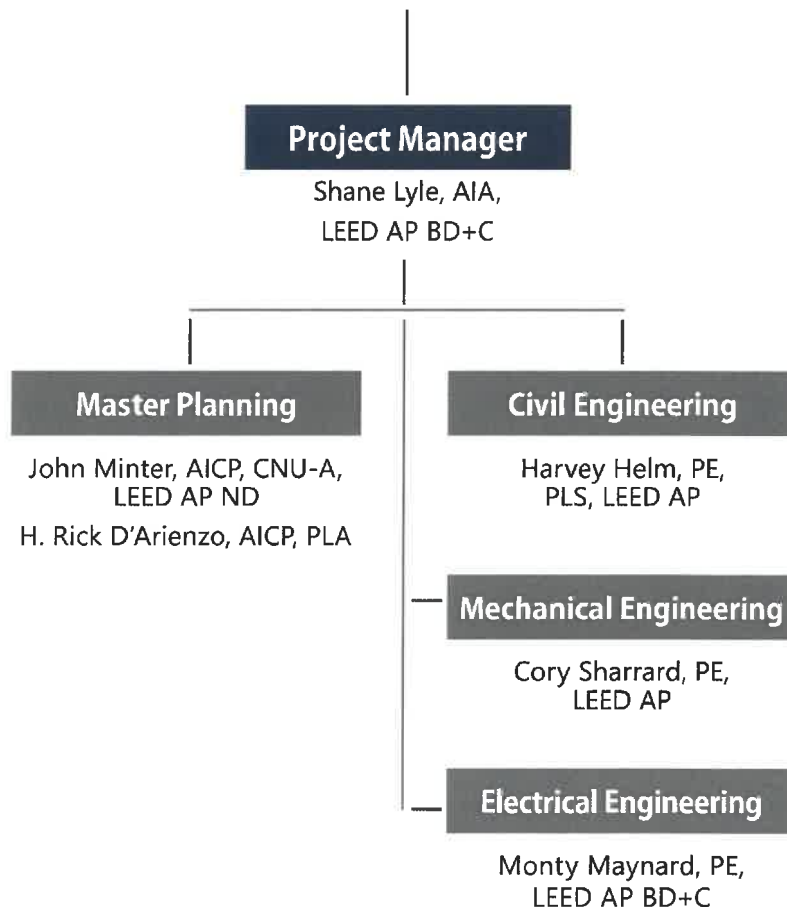 Project Manager
Shane Lyle, AIA,
LEED AP BD+C
Master Planning
John Minter, AICP, CNU-A,
LEED AP ND
H. Rick D'Arienzo, AICP, PLA
Civil Engineering
Harvey Helm, PE,
PLS, LEED AP
Mechanical Engineering
Cory Sharrard, PE,
LEED AP
Electrical Engineering
Monty Maynard, PE,
LEED AP BD+C